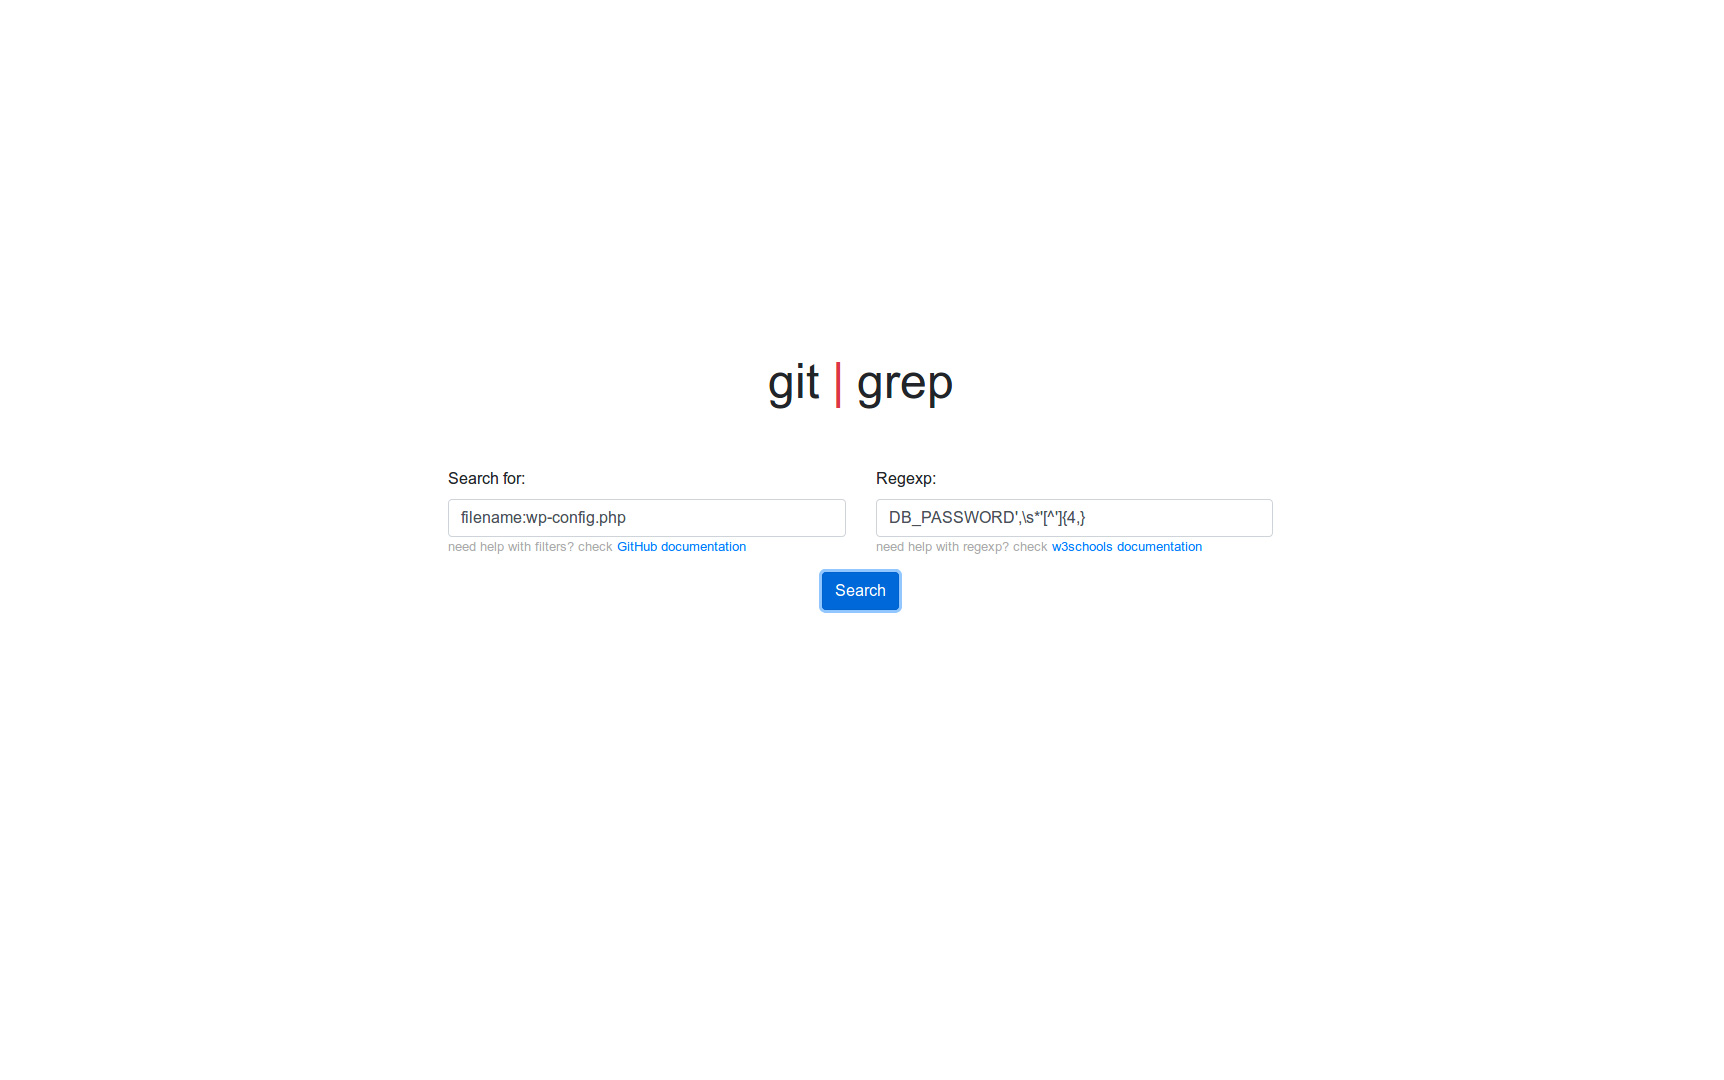 git | grep
Search for:
filename:wp-config.php
need help with filters? check GitHub documentation
Regexp:
DB_PASSWORD',\s*'[^']{4,}
need help with regexp? check w3schools documentation
Search